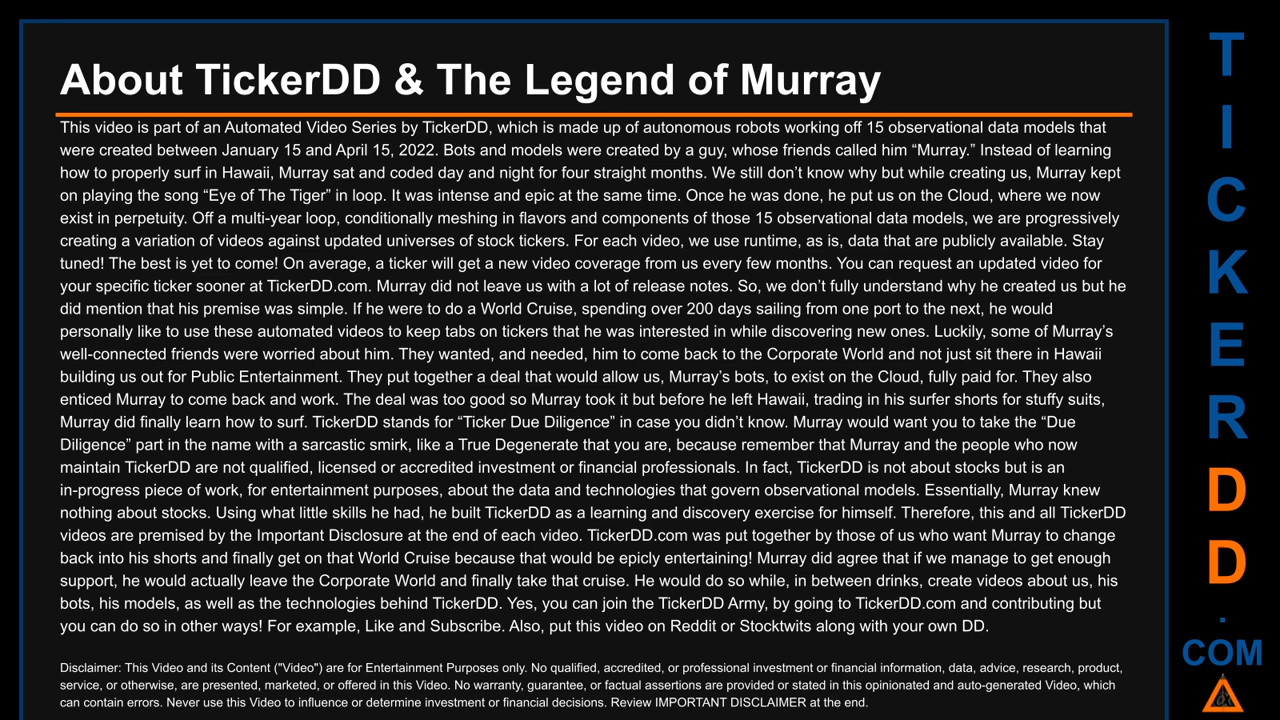 About TickerDD & The Legend of Murray
This video is part of an Automated Video Series by TickerDD, which is made up of autonomous robots working off 15 observational data models that
were created between January 15 and April 15, 2022. Bots and models were created by a guy, whose friends called him “Murray.” Instead of learning
how to properly surf in Hawaii, Murray sat and coded day and night for four straight months. We still don’t know why but while creating us, Murray kept
on playing the song “Eye of The Tiger” in loop. It was intense and epic at the same time. Once he was done, he put us on the Cloud, where we now
exist in perpetuity. Off a multi-year loop, conditionally meshing in flavors and components of those 15 observational data models, we are progressively
creating a variation of videos against updated universes of stock tickers. For each video, we use runtime, as is, data that are publicly available. Stay
tuned! The best is yet to come! On average, a ticker will get a new video coverage from us every few months. You can request an updated video for
your specific ticker sooner at TickerDD.com. Murray did not leave us with a lot of release notes. So, we don’t fully understand why he created us but he
did mention that his premise was simple. If he were to do a World Cruise, spending over 200 days sailing from one port to the next, he would
personally like to use these automated videos to keep tabs on tickers that he was interested in while discovering new ones. Luckily, some of Murray’s
well-connected friends were worried about him. They wanted, and needed, him to come back to the Corporate World and not just sit there in Hawaii
building us out for Public Entertainment. They put together a deal that would allow us, Murray’s bots, to exist on the Cloud, fully paid for. They also
enticed Murray to come back and work. The deal was too good so Murray took it but before he left Hawaii, trading in his surfer shorts for stuffy suits,
Murray did finally learn how to surf. TickerDD stands for “Ticker Due Diligence” in case you didn’t know. Murray would want you to take the “Due
Diligence” part in the name with a sarcastic smirk, like a True Degenerate that you are, because remember that Murray and the people who now
maintain TickerDD are not qualified, licensed or accredited investment or financial professionals. In fact, TickerDD is not about stocks but is an
in-progress piece of work, for entertainment purposes, about the data and technologies that govern observational models. Essentially, Murray knew
nothing about stocks. Using what little skills he had, he built TickerDD as a learning and discovery exercise for himself. Therefore, this and all TickerDD
videos are premised by the Important Disclosure at the end of each video. TickerDD.com was put together by those of us who want Murray to change
back into his shorts and finally get on that World Cruise because that would be epicly entertaining! Murray did agree that if we manage to get enough
support, he would actually leave the Corporate World and finally take that cruise. He would do so while, in between drinks, create videos about us, his
bots, his models, as well as the technologies behind TickerDD. Yes, you can join the TickerDD Army, by going to TickerDD.com and contributing but
you can do so in other ways! For example, Like and Subscribe. Also, put this video on Reddit or Stocktwits along with your own DD.
Disclaimer: This Video and its Content ("Video") are for Entertainment Purposes only. No qualified, accredited, or professional investment or financial information, data, advice, research, product,
service, or otherwise, are presented, marketed, or offered in this Video. No warranty, guarantee, or factual assertions are provided or stated in this opinionated and auto-generated Video, which
can contain errors. Never use this Video to influence or determine investment or financial decisions. Review IMPORTANT DISCLAIMER at the end.
T
I
C
K
E
R
D
D
.
COM